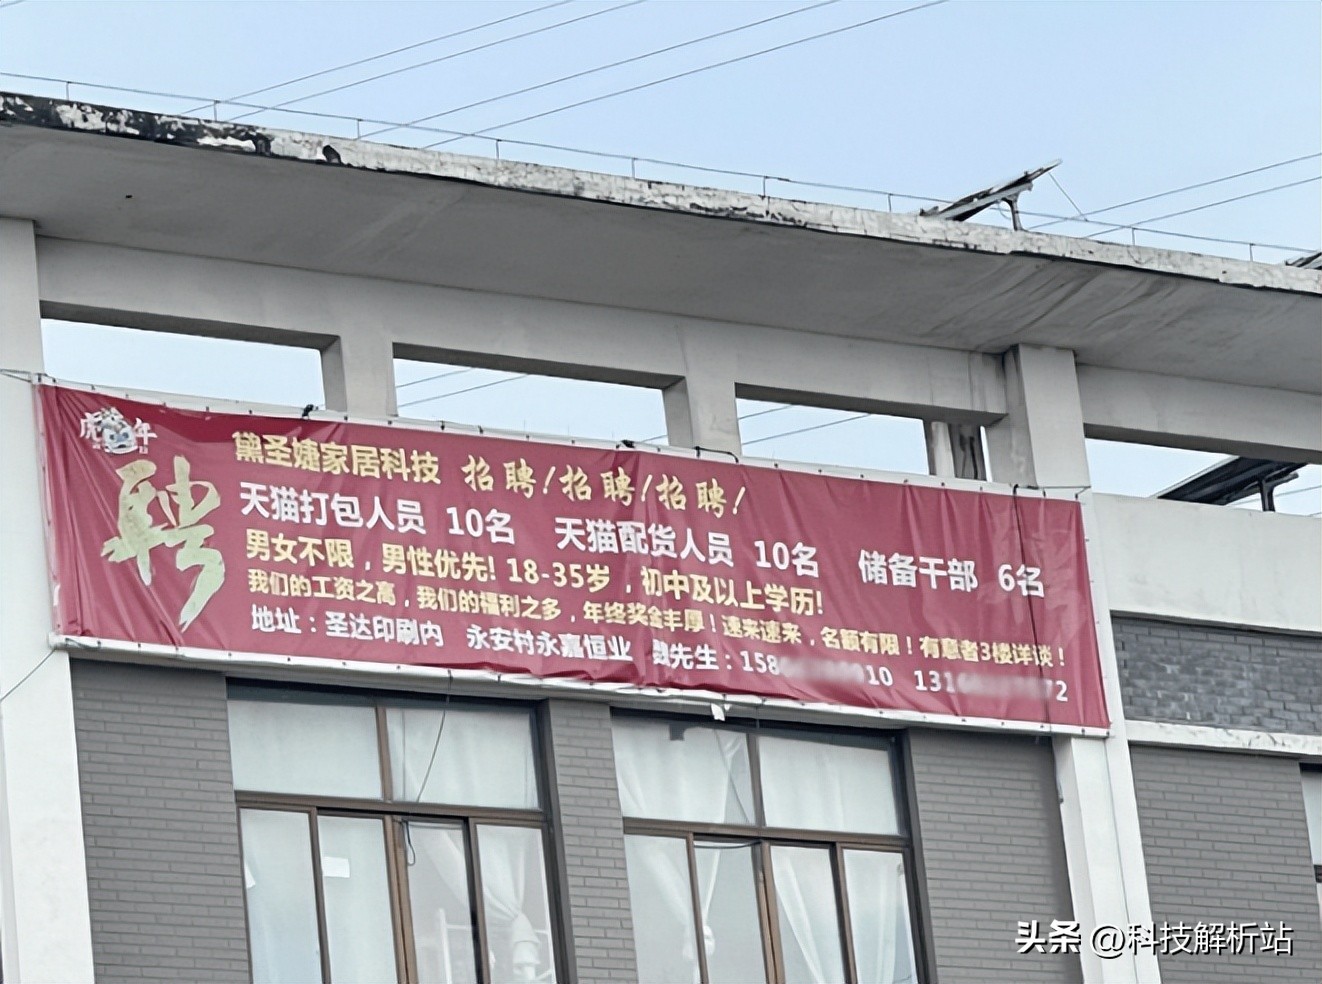 虎年
聘
黛圣婕家居科技 招聘!招聘!招聘!
天猫打包人员 10名 天猫配货人员 10名 储备干部 6名
男女不限，男性优先! 18-35岁，初中及以上学历!
我们的工资之高，我们的福利之多，年终奖金丰厚！速来速来，名额有限！有意者3楼详谈！
地址：圣达印刷内 永安村永嘉恒业 先生：158 10 131 2
头条 @科技解析站